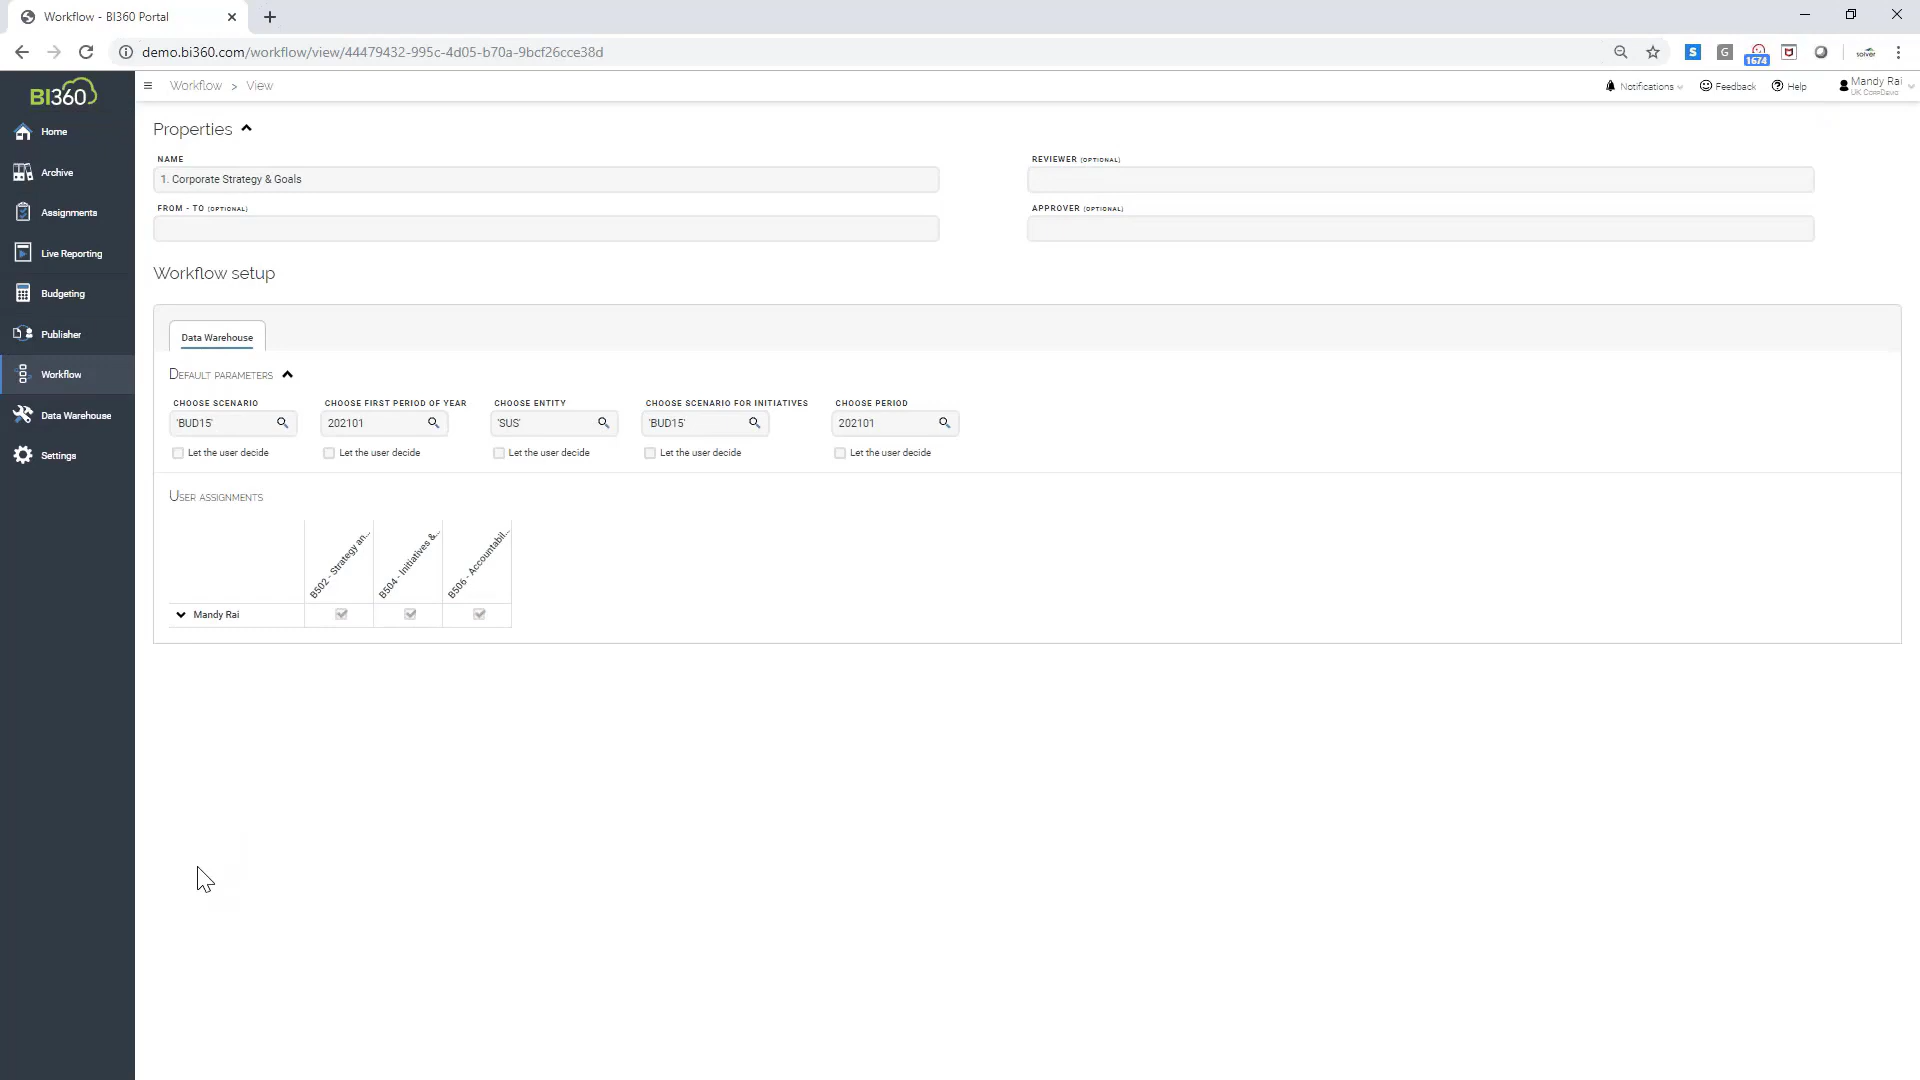 Workflow - BI360 Portal
demo.bi360.com/workflow/view/44479432-995c-4d05-b70a-9bcf26cce38d
S
G
1674
solver
BI360
Workflow > View
Notifications
Feedback
Help
Mandy Rai
UK CorpDemo
Home
Archive
Assignments
Live Reporting
Budgeting
Publisher
Workflow
Data Warehouse
Settings
Properties
NAME
1. Corporate Strategy & Goals
REVIEWER (OPTIONAL)
FROM - TO (OPTIONAL)
APPROVER (OPTIONAL)
Workflow setup
Data Warehouse
DEFAULT PARAMETERS
CHOOSE SCENARIO CHOOSE FIRST PERIOD OF YEAR CHOOSE ENTITY CHOOSE SCENARIO FOR INITIATIVES CHOOSE PERIOD
'BUD15' 202101 'SUS' 'BUD15' 202101
Let the user decide Let the user decide Let the user decide Let the user decide Let the user decide
USER ASSIGNMENTS
B502 - Strategy an...
B504 - Initiatives &...
B506 - Accountabil...
Mandy Rai